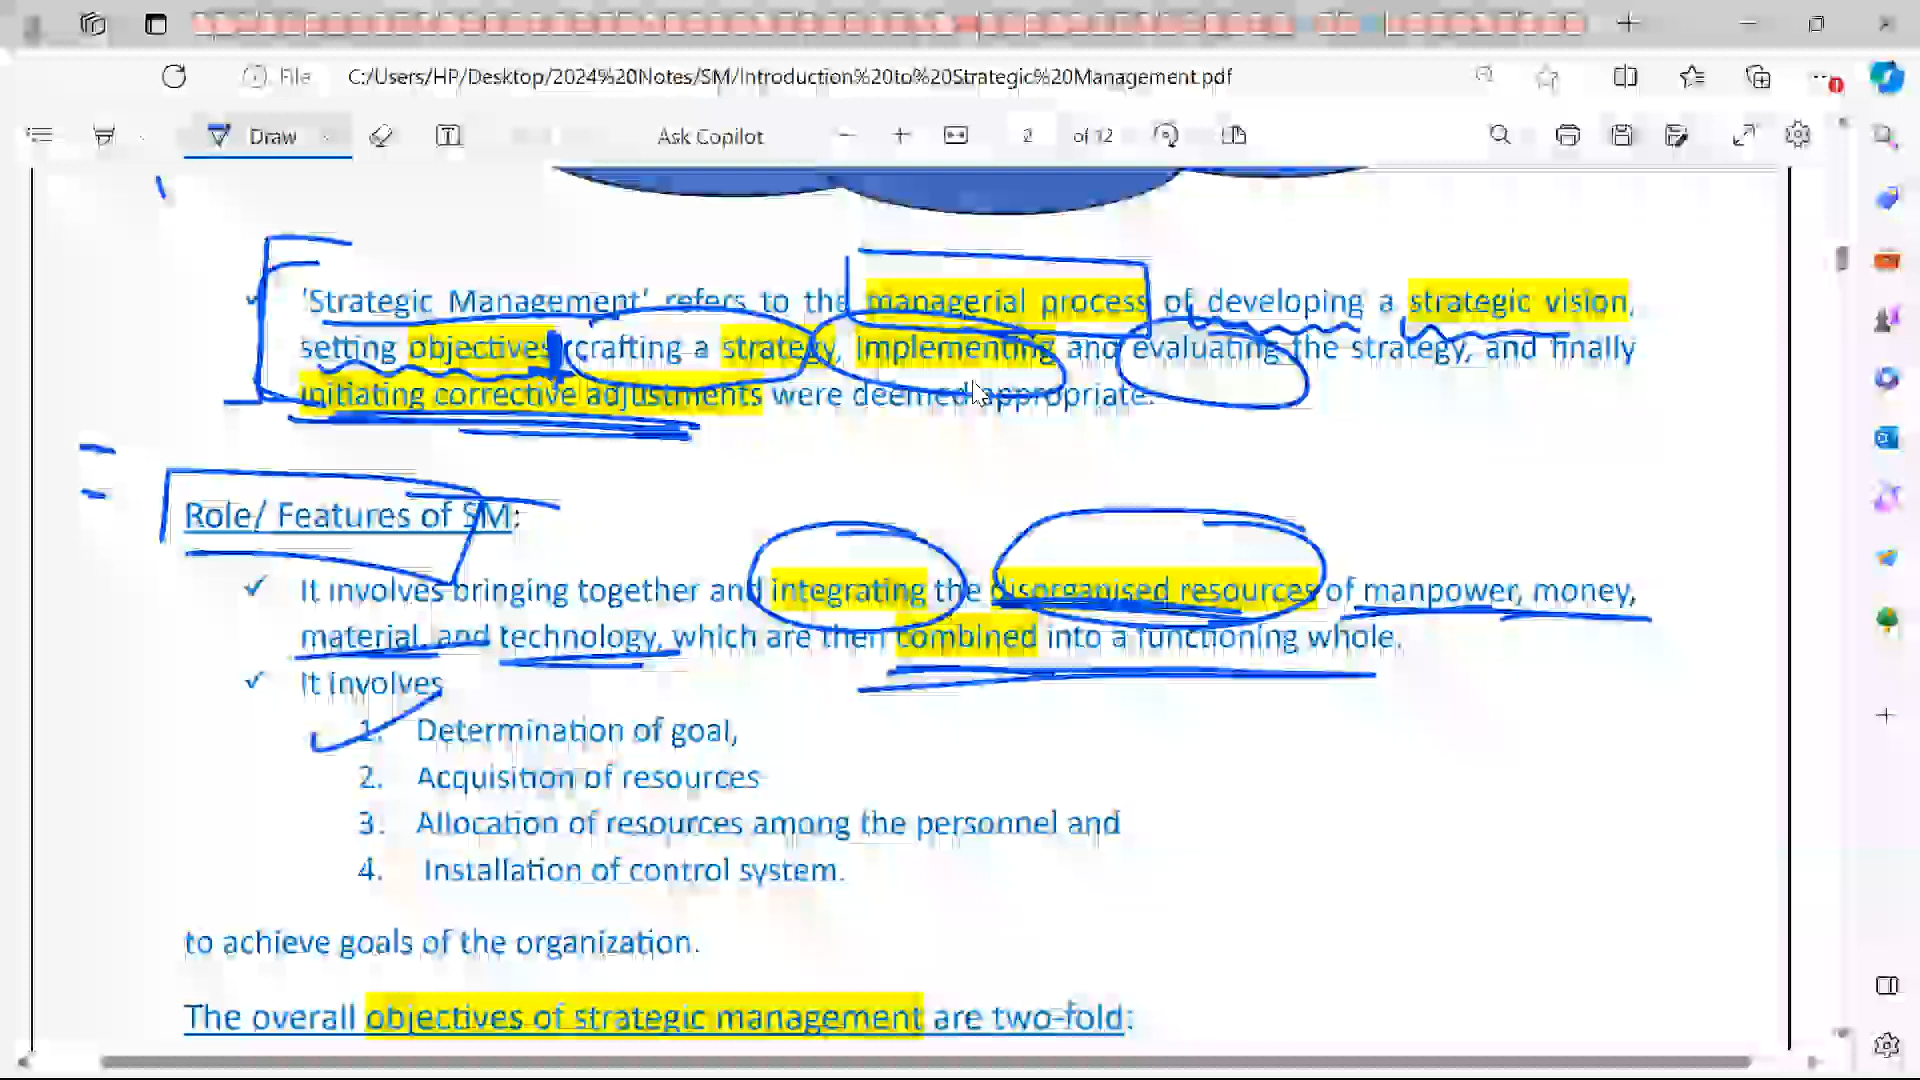 File C:/Users/HP/Desktop/2024%20Notes/SM/Introduction%20to%20Strategic%20Management.pdf
Draw Ask Copilot 2 of 12
'Strategic Management' refers to the managerial process of developing a strategic vision,
setting objectives crafting a strategy, implementing and evaluating the strategy, and finally
initiating corrective adjustments were deemed appropriate.
Role/ Features of SM:
✓ It involves bringing together and integrating the disorganised resources of manpower, money,
material, and technology, which are then combined into a functioning whole.
✓ It involves
1. Determination of goal,
2. Acquisition of resources
3. Allocation of resources among the personnel and
4. Installation of control system.
to achieve goals of the organization.
The overall objectives of strategic management are two-fold: